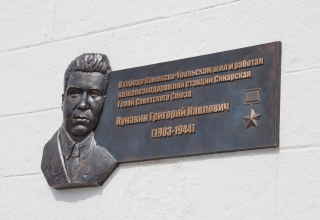 В городе Каменске-Уральском жил и работал
на железнодорожной станции Синарская
Герой Советского Союза
Кунавин Григорий Павлович
(1903-1944)